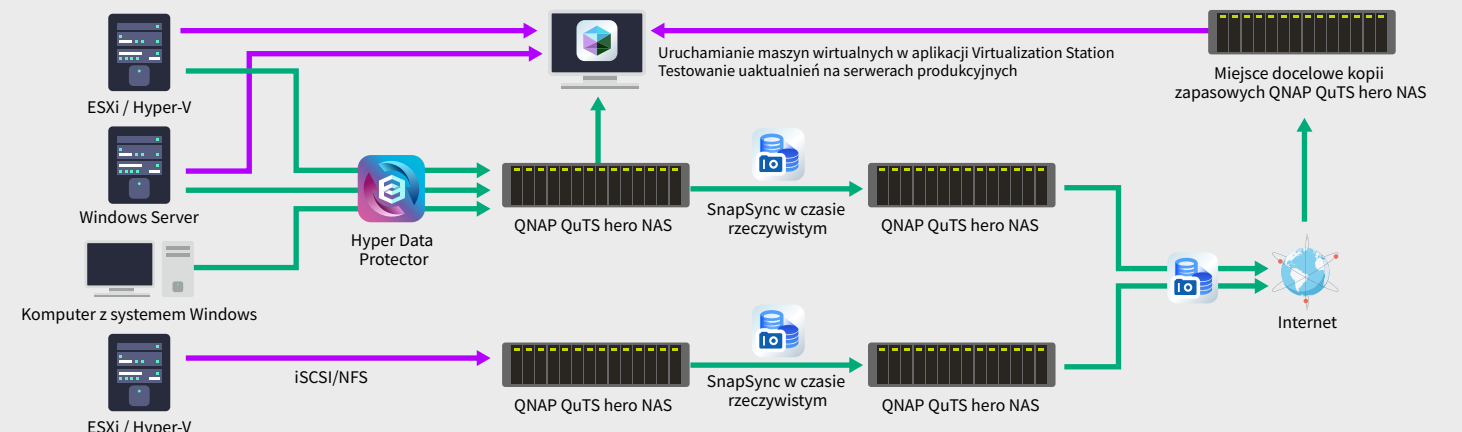 Uruchamianie maszyn wirtualnych w aplikacji Virtualization Station
Testowanie uaktualnień na serwerach produkcyjnych
Miejsce docelowe kopii
zapasowych QNAP QuTS hero NAS
ESXi / Hyper-V
Windows Server
Hyper Data
Protector
QNAP QuTS hero NAS
SnapSync w czasie
rzeczywistym
QNAP QuTS hero NAS
Komputer z systemem Windows
Internet
iSCSI/NFS
QNAP QuTS hero NAS
SnapSync w czasie
rzeczywistym
QNAP QuTS hero NAS
ESXi / Hyper-V